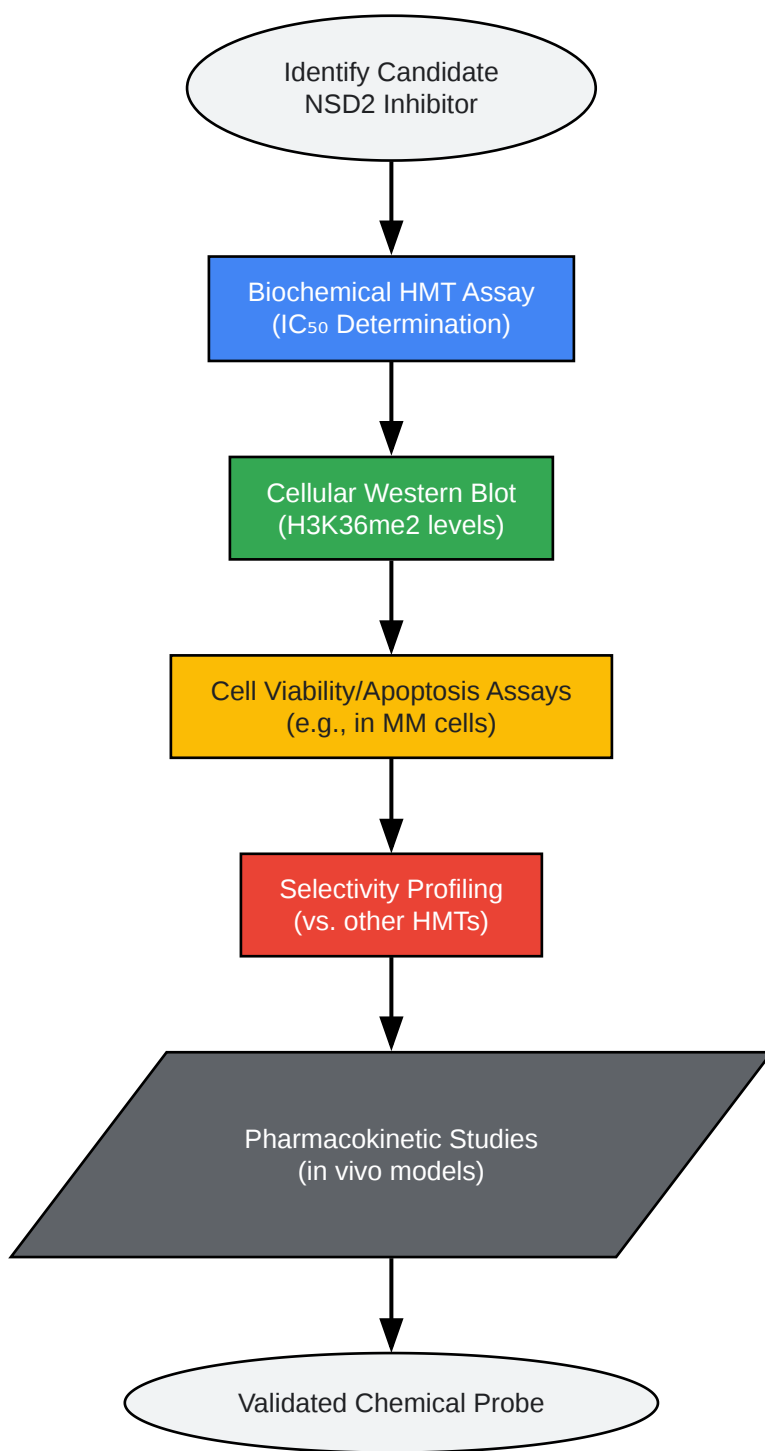 Identify Candidate
NSD2 Inhibitor
Biochemical HMT Assay
(IC₅₀ Determination)
Cellular Western Blot
(H3K36me2 levels)
Cell Viability/Apoptosis Assays
(e.g., in MM cells)
Selectivity Profiling
(vs. other HMTs)
Pharmacokinetic Studies
(in vivo models)
Validated Chemical Probe